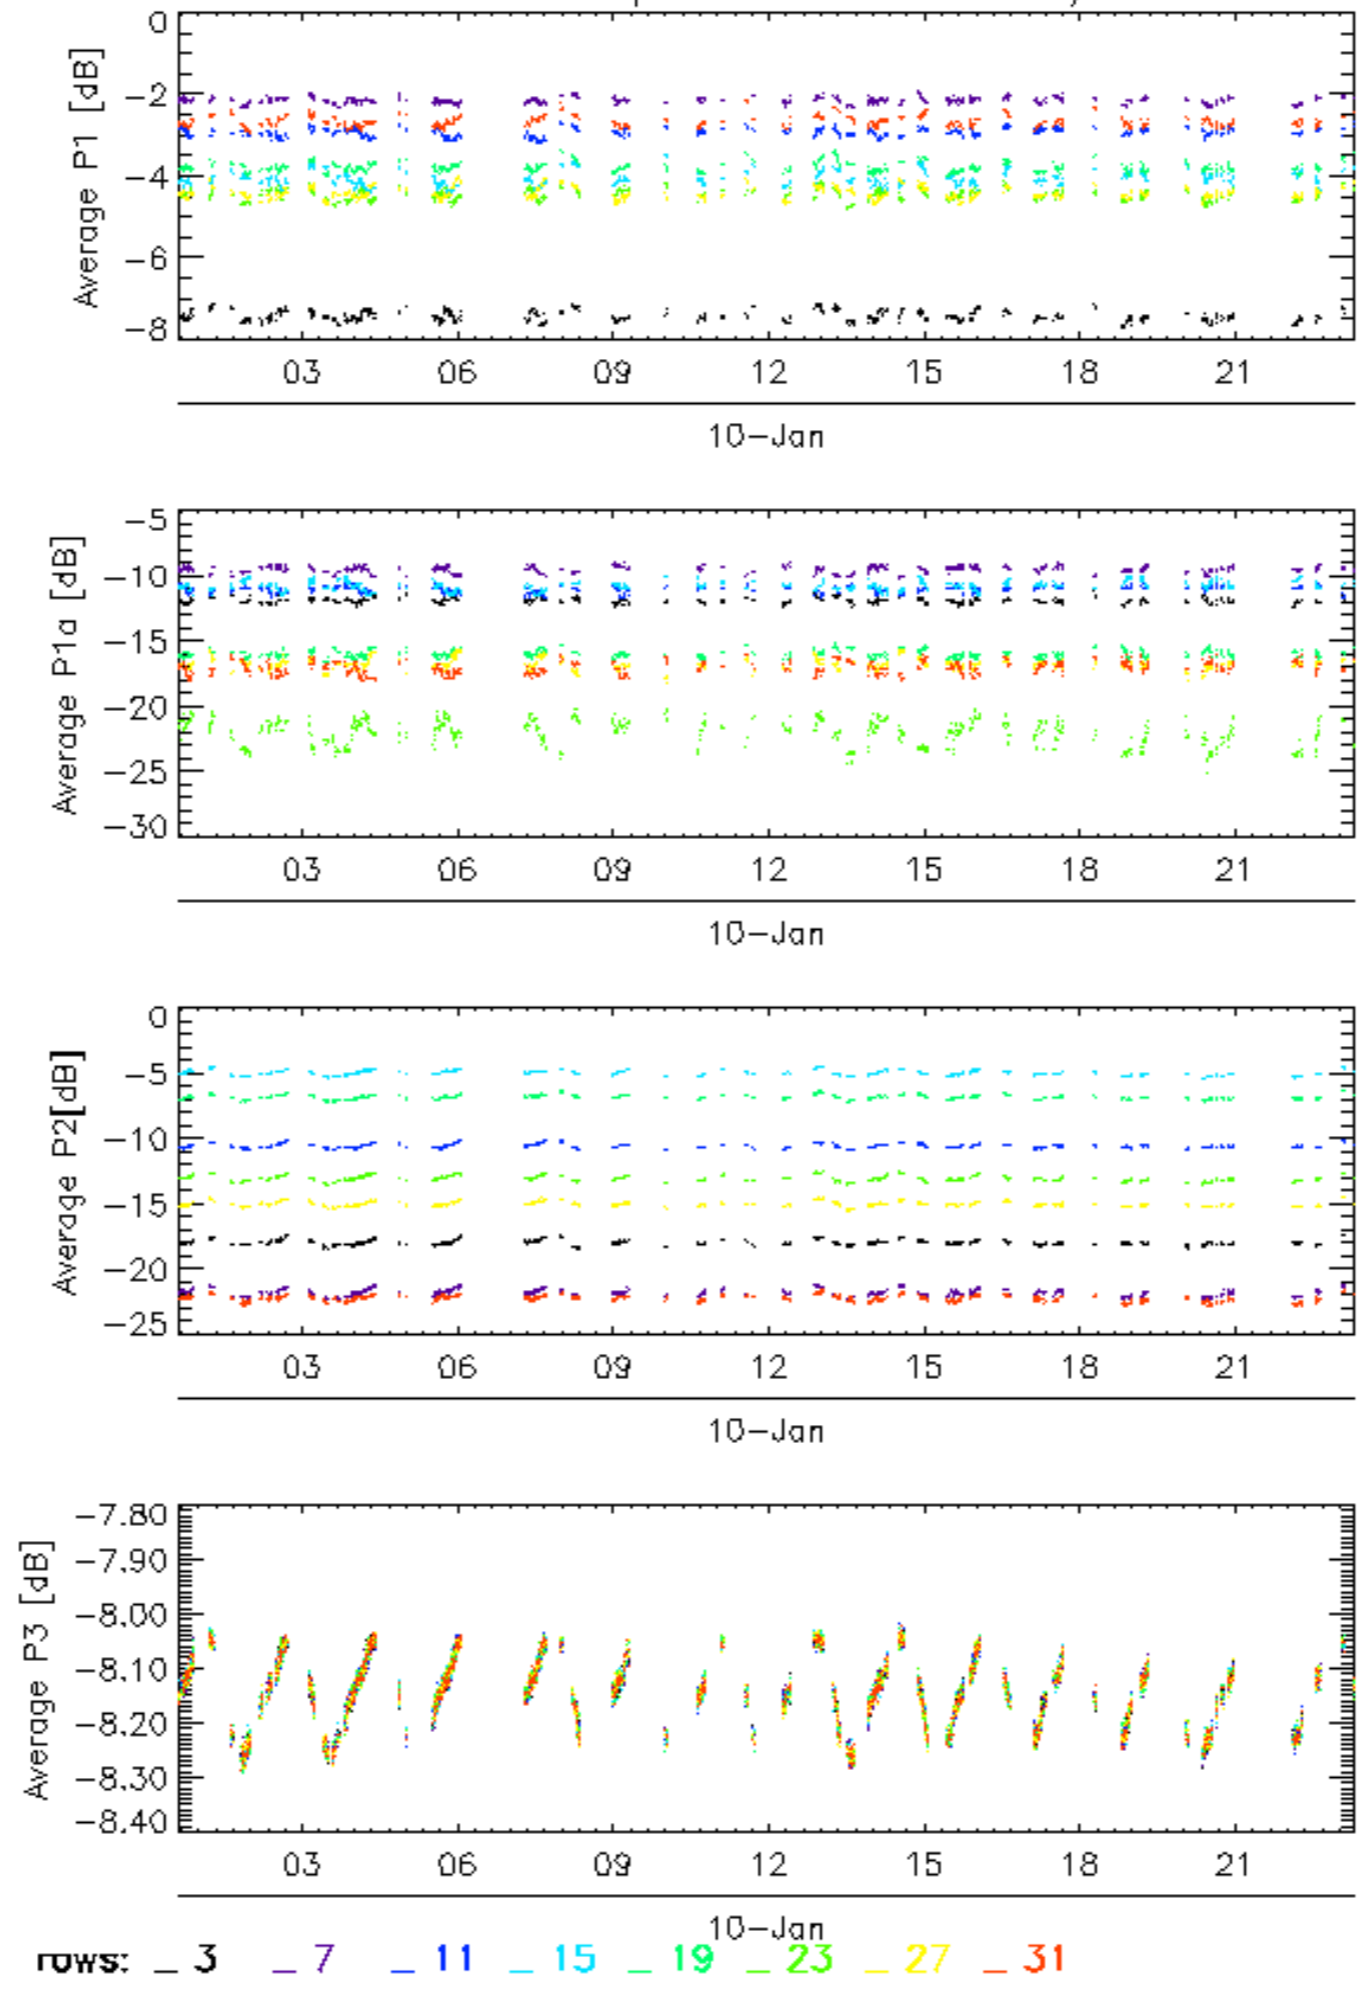 0
-2
-4
-6
-8
Average P1 [dB]
03 06 09 12 15 18 21
10-Jan
-5
-10
-15
-20
-25
-30
Average P1a [dB]
03 06 09 12 15 18 21
10-Jan
0
-5
-10
-15
-20
-25
Average P2[dB]
03 06 09 12 15 18 21
10-Jan
-7.80
-7.90
-8.00
-8.10
-8.20
-8.30
-8.40
Average P3 [dB]
03 06 09 12 15 18 21
10-Jan
rows: _ 3 _ 7 _ 11 _ 15 _ 19 _ 23 _ 27 _ 31